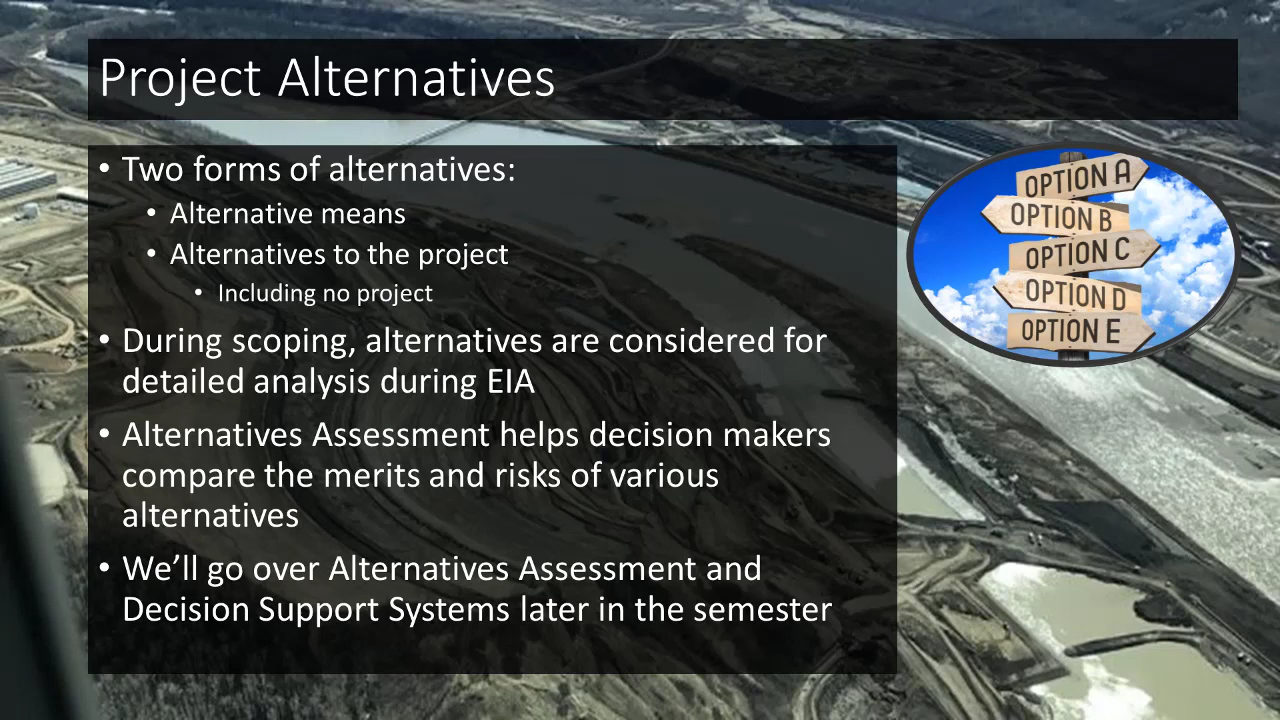 Project Alternatives
• Two forms of alternatives:
• Alternative means
• Alternatives to the project
• Including no project
• During scoping, alternatives are considered for
detailed analysis during EIA
• Alternatives Assessment helps decision makers
compare the merits and risks of various
alternatives
• We’ll go over Alternatives Assessment and
Decision Support Systems later in the semester
OPTION A
OPTION B
OPTION C
OPTION D
OPTION E